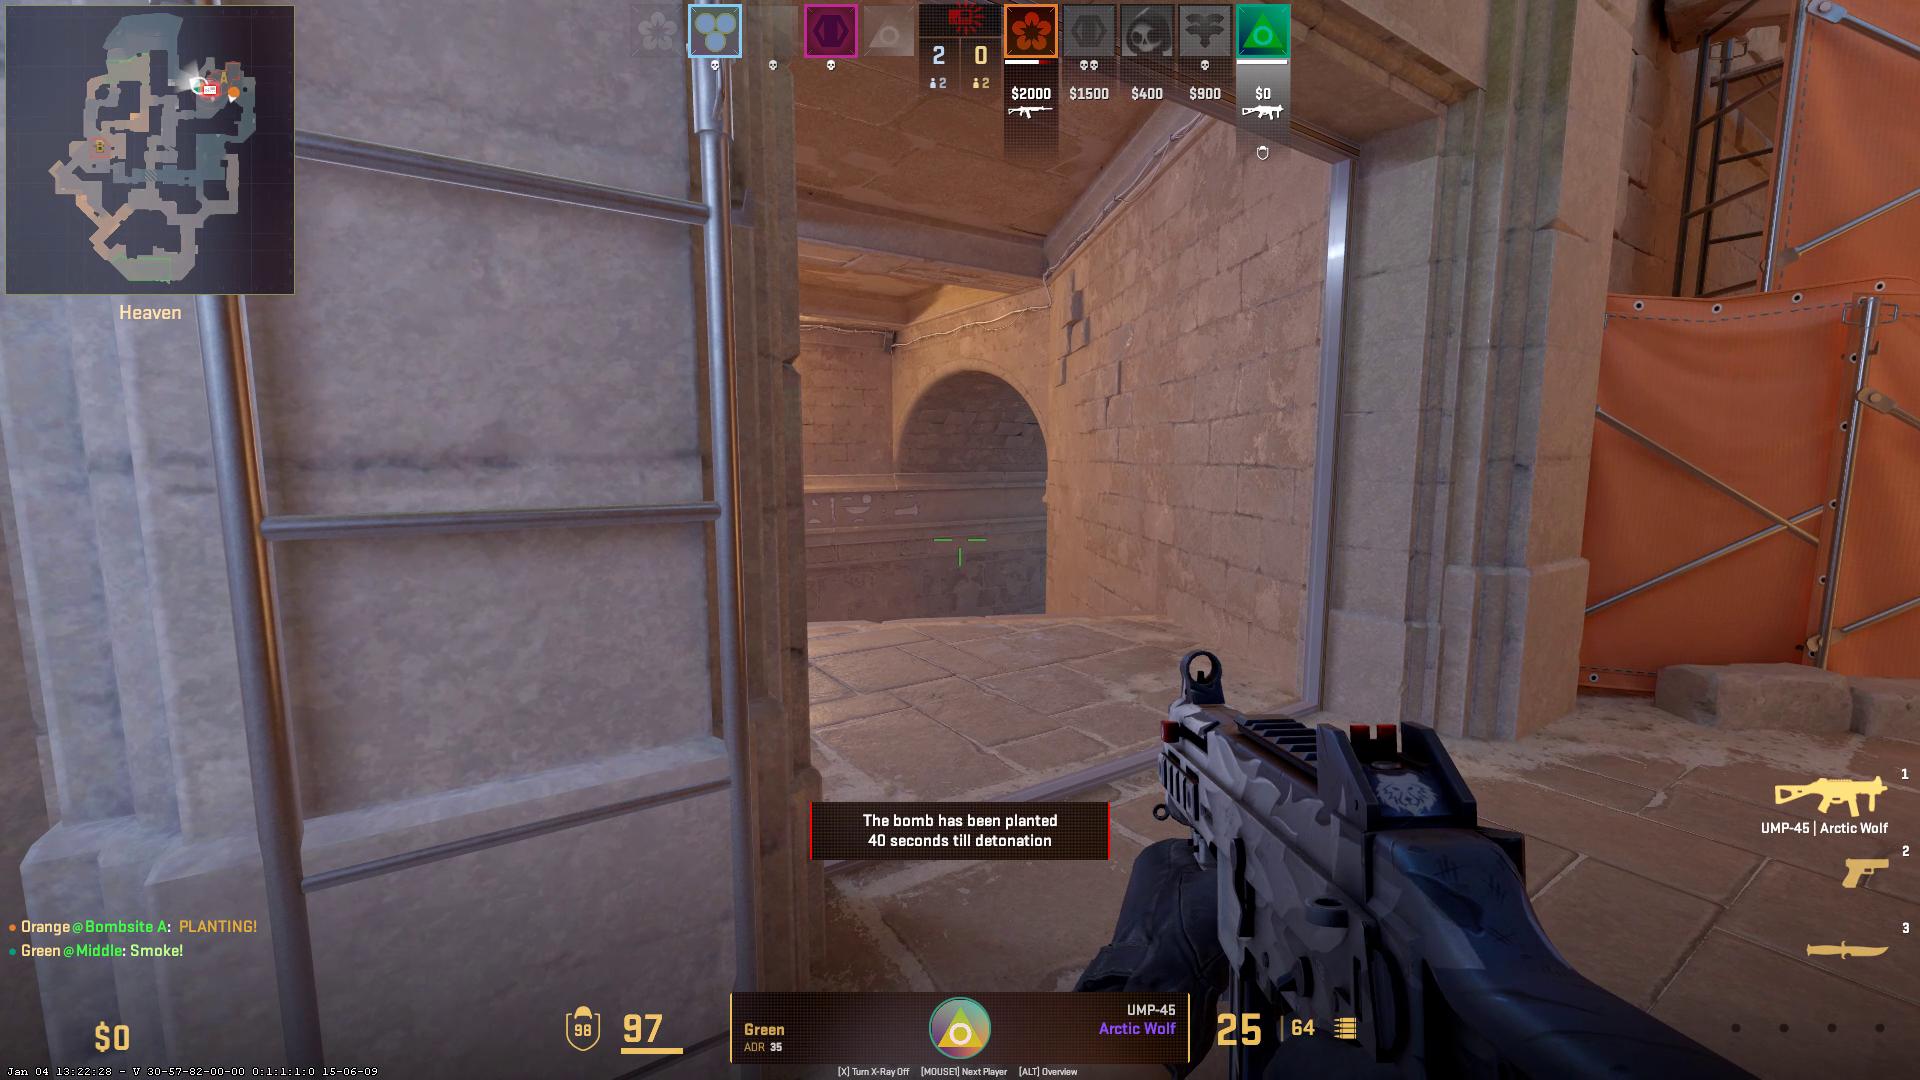 2 0
2 2
$2000 $1500 $400 $900 $0
A
B
Heaven
The bomb has been planted
40 seconds till detonation
1
UMP-45 | Arctic Wolf
2
3
Orange@Bombsite A: PLANTING!
Green@Middle: Smoke!
$0
98
97
Green
ADR 35
UMP-45
Arctic Wolf
25 | 64
[X] Turn X-Ray Off [MOUSE1] Next Player [ALT] Overview
Jan 04 13:22:28 - V 30-57-82-00-00 0:1:1:1:0 15-06-09